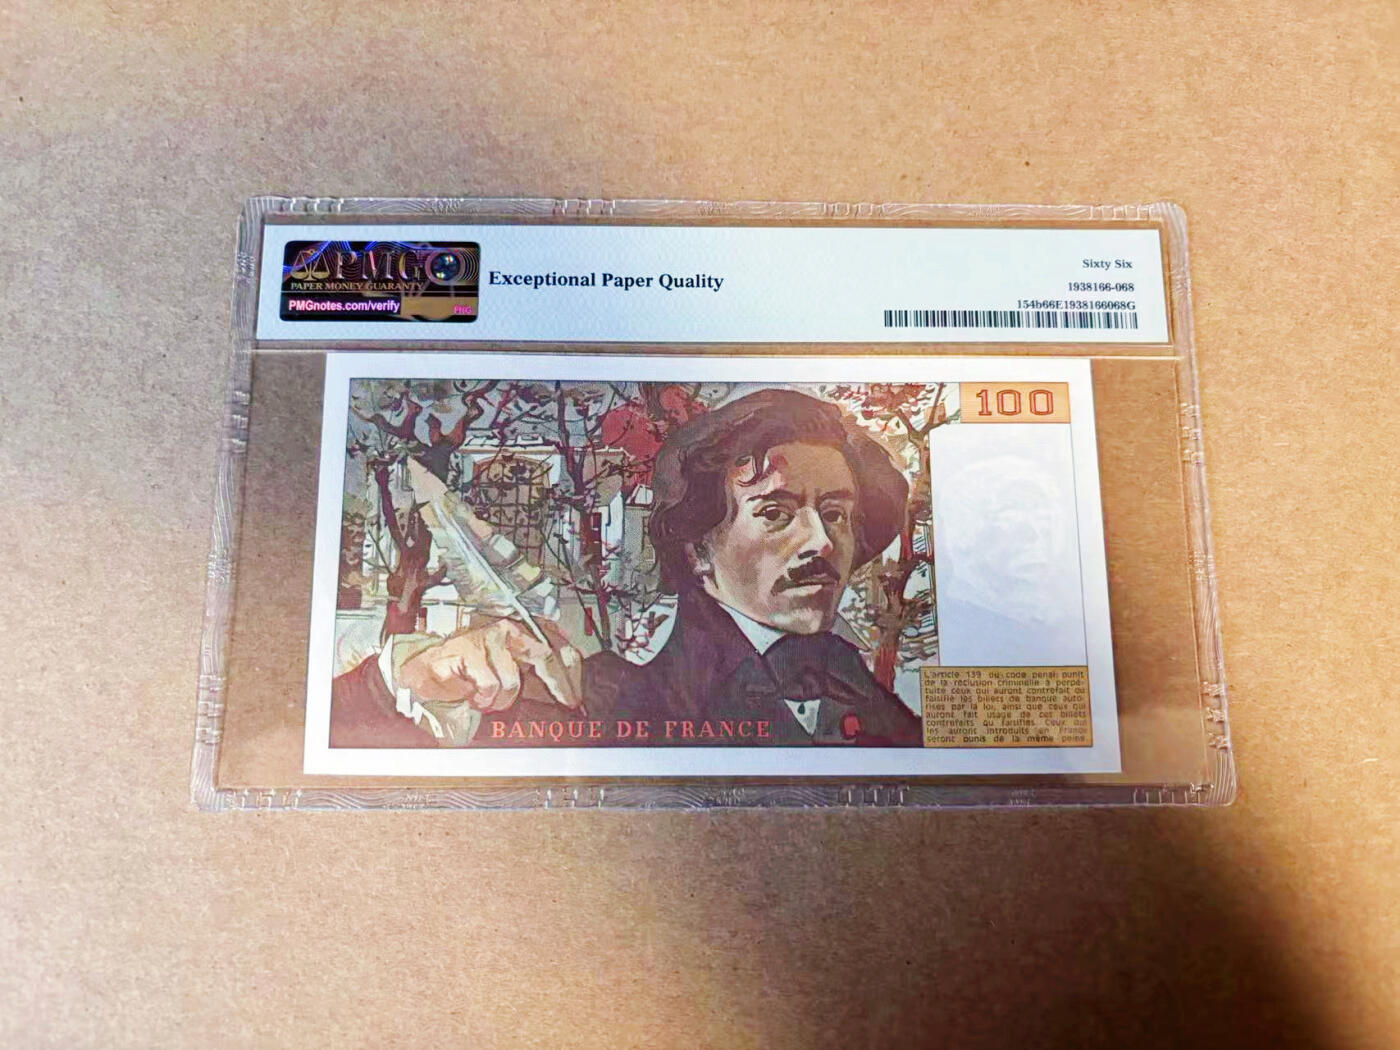 PMG
PAPER MONEY GUARANTY
PMGnotes.com/verify
PMG
Exceptional Paper Quality
Sixty Six
1938166-068
154b66E1938166068G
100
BANQUE DE FRANCE
L'article 139 du code penal punit
de la réclusion criminelle à perpé-
tuité ceux qui auront contrefait ou
falsifié les billets de banque auto-
risés par la loi, ainsi que ceux qui
auront fait usage de ces billets
contrefaits ou falsifiés. Ceux qui
les auront introduits en France
seront punis de la même peine.